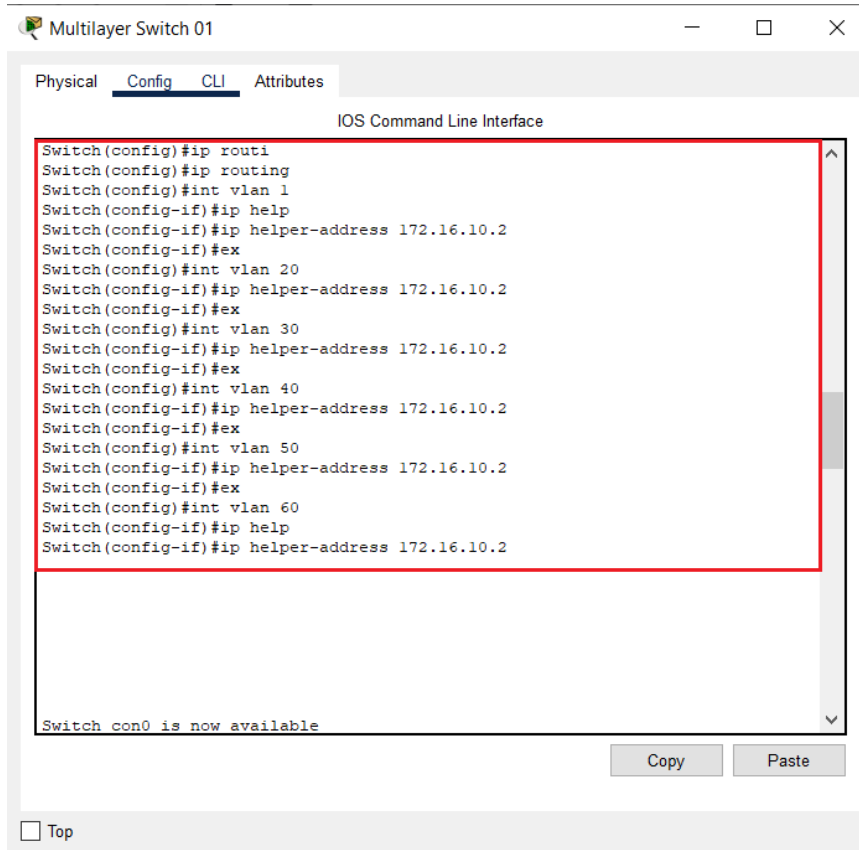 Multilayer Switch 01
Physical Config CLI Attributes
IOS Command Line Interface
Switch(config)#ip routi
Switch(config)#ip routing
Switch(config)#int vlan 1
Switch(config-if)#ip help
Switch(config-if)#ip helper-address 172.16.10.2
Switch(config-if)#ex
Switch(config)#int vlan 20
Switch(config-if)#ip helper-address 172.16.10.2
Switch(config-if)#ex
Switch(config)#int vlan 30
Switch(config-if)#ip helper-address 172.16.10.2
Switch(config-if)#ex
Switch(config)#int vlan 40
Switch(config-if)#ip helper-address 172.16.10.2
Switch(config-if)#ex
Switch(config)#int vlan 50
Switch(config-if)#ip helper-address 172.16.10.2
Switch(config-if)#ex
Switch(config)#int vlan 60
Switch(config-if)#ip help
Switch(config-if)#ip helper-address 172.16.10.2
Switch con0 is now available
Copy Paste
Top